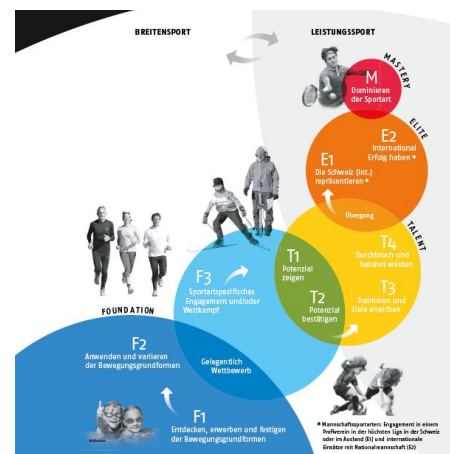 BREITENSPORT
LEISTUNGSSPORT
MASTERY
M
Dominieren
der Sportart
ELITE
E2
International
Erfolg haben *
E1
Die Schweiz (int.)
repräsentieren *
Übergang
TALENT
T4
Durchbruch und
belohnt werden
T1
Potenzial
zeigen
T3
Trainieren und
Ziele erreichen
T2
Potenzial
bestätigen
F3
Sportartspezifisches
Engagement und/oder
Wettkampf
FOUNDATION
F2
Anwenden und variieren
der Bewegungsgrundformen
Gelegentlich
Wettbewerb
F1
Entdecken, erwerben und festigen
der Bewegungsgrundformen
* Mannschaftssportarten: Engagement in einem
Profiverein in der höchsten Liga in der Schweiz
oder im Ausland (E1) und internationale
Einsätze mit Nationalmannschaft (E2)